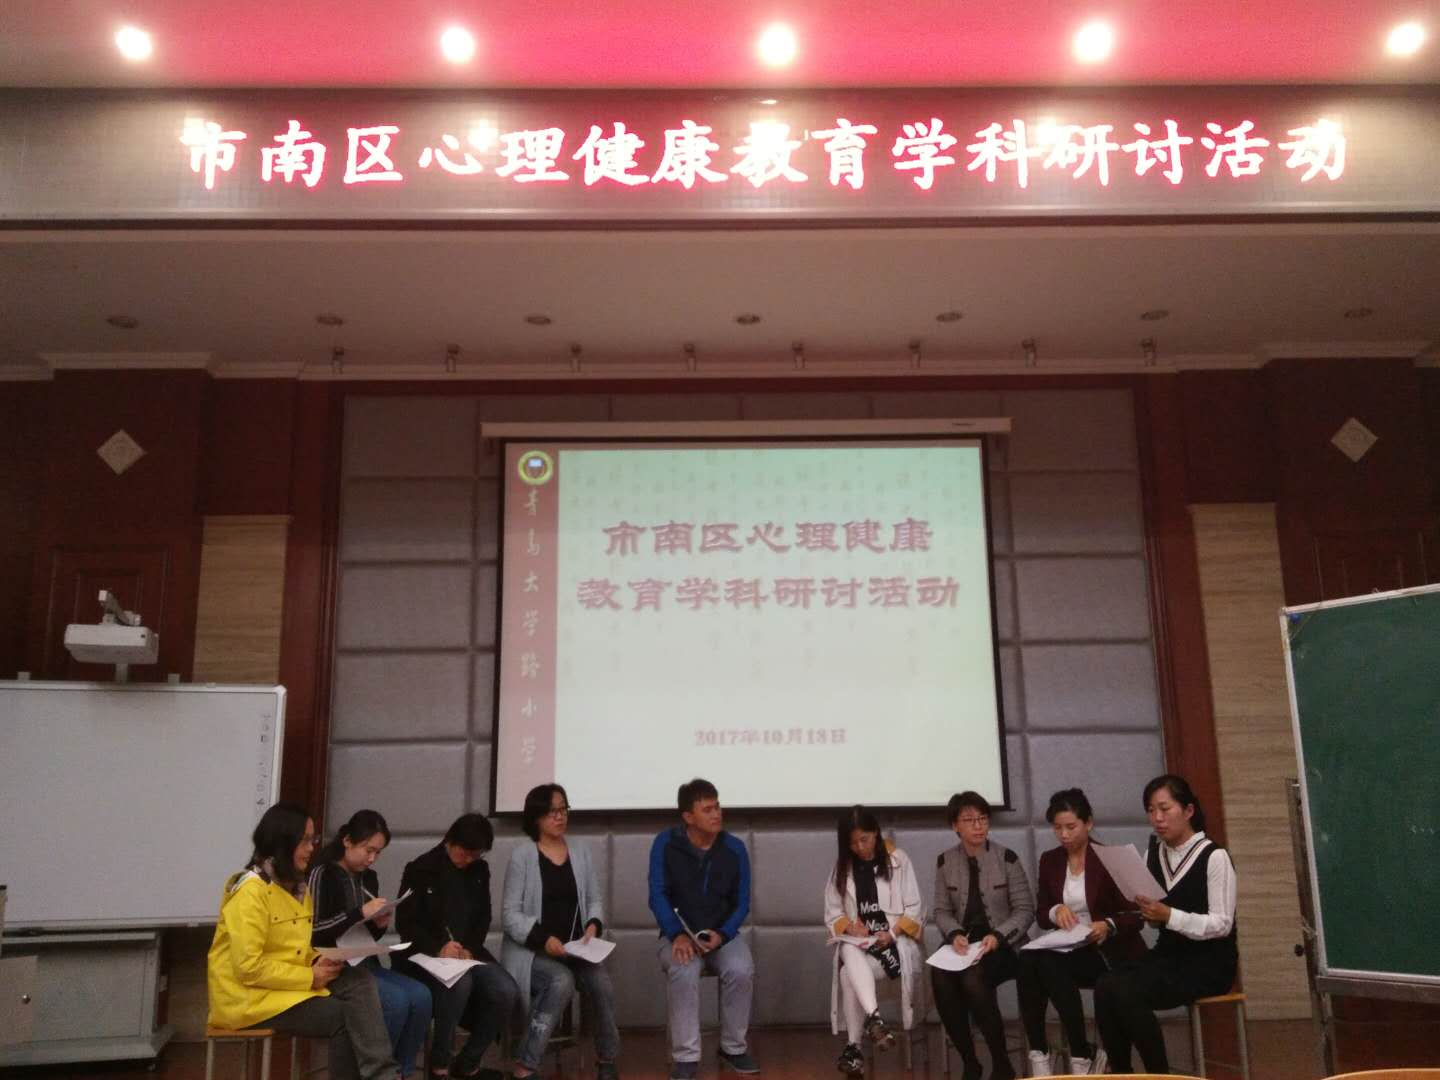 市南区心理健康教育学科研讨活动
市南区心理健康
教育学科研讨活动
2017年10月18日
青岛大学路小学